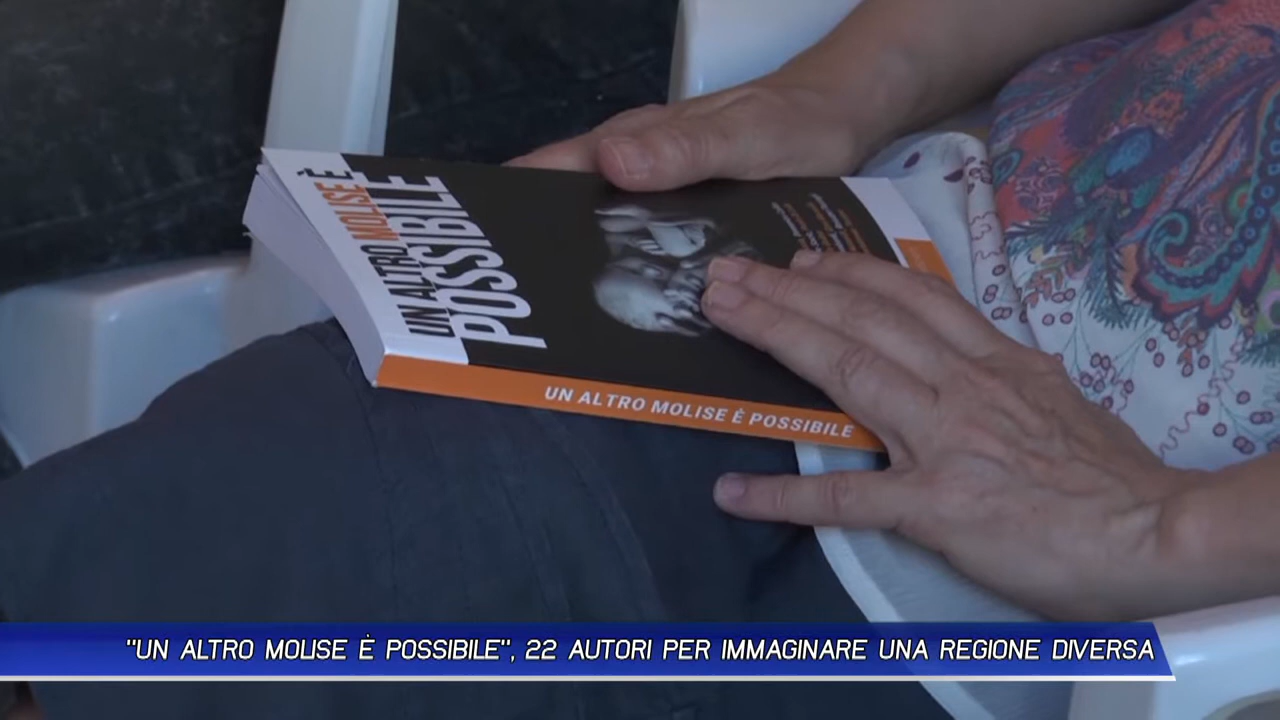 UN ALTRO MOLISE È
POSSIBILE
UN ALTRO MOLISE È POSSIBILE
"UN ALTRO MOLISE È POSSIBILE", 22 AUTORI PER IMMAGINARE UNA REGIONE DIVERSA